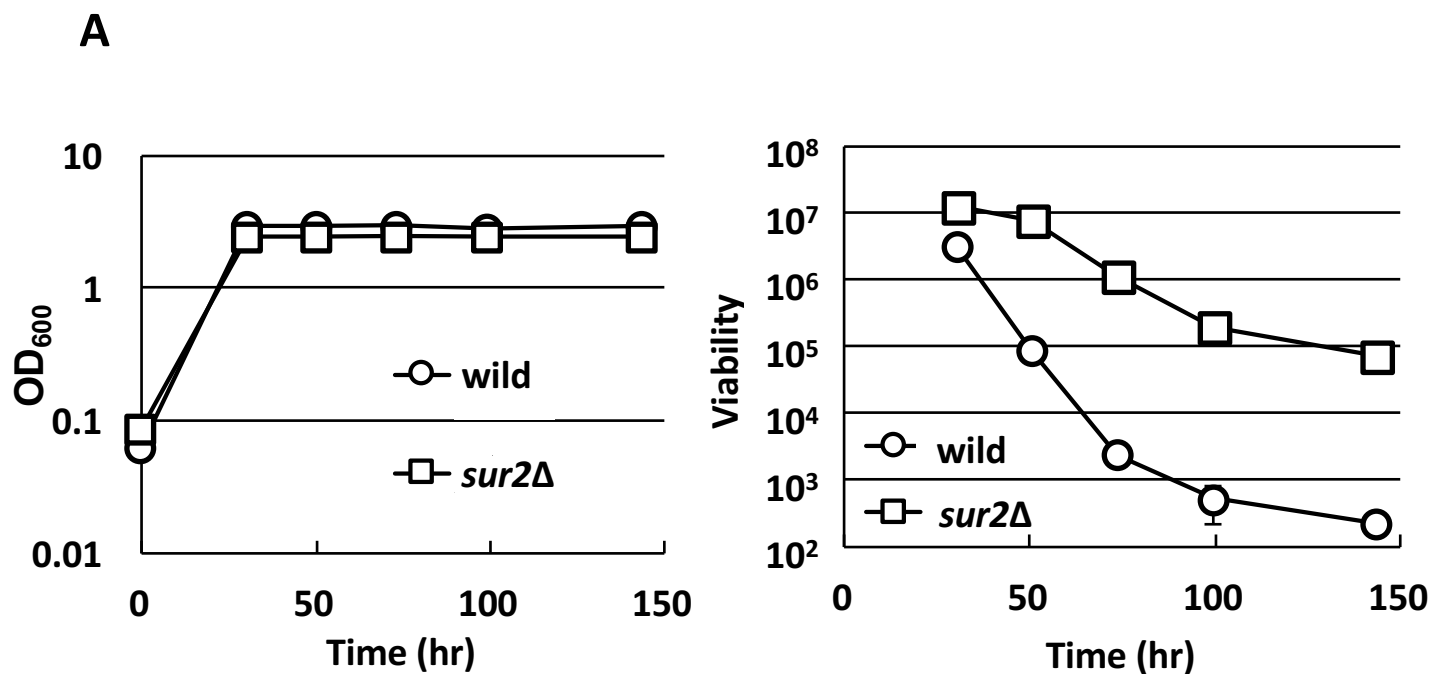 A
10
1
0.1
0.01
OD600
wild
sur2Δ
0 50 100 150
Time (hr)
10⁸
10⁷
10⁶
10⁵
10⁴
10³
10²
Viability
wild
sur2Δ
0 50 100 150
Time (hr)